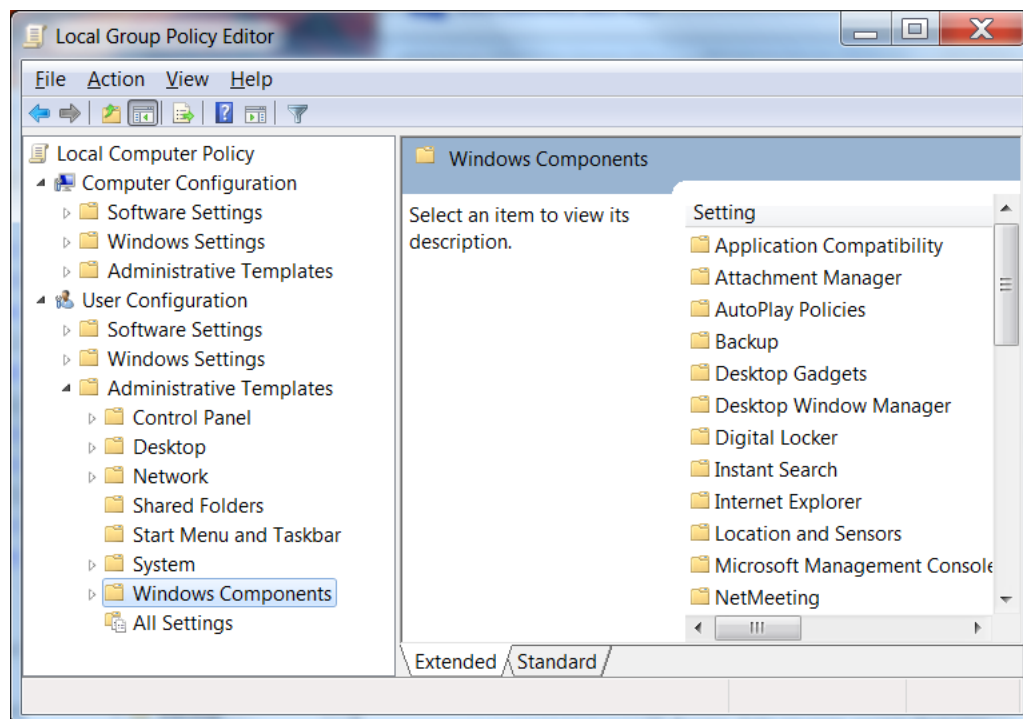 Local Group Policy Editor
File Action View Help
Local Computer Policy
Computer Configuration
Software Settings
Windows Settings
Administrative Templates
User Configuration
Software Settings
Windows Settings
Administrative Templates
Control Panel
Desktop
Network
Shared Folders
Start Menu and Taskbar
System
Windows Components
All Settings
Windows Components
Select an item to view its
description.
Setting
Application Compatibility
Attachment Manager
AutoPlay Policies
Backup
Desktop Gadgets
Desktop Window Manager
Digital Locker
Instant Search
Internet Explorer
Location and Sensors
Microsoft Management Console
NetMeeting
Extended Standard